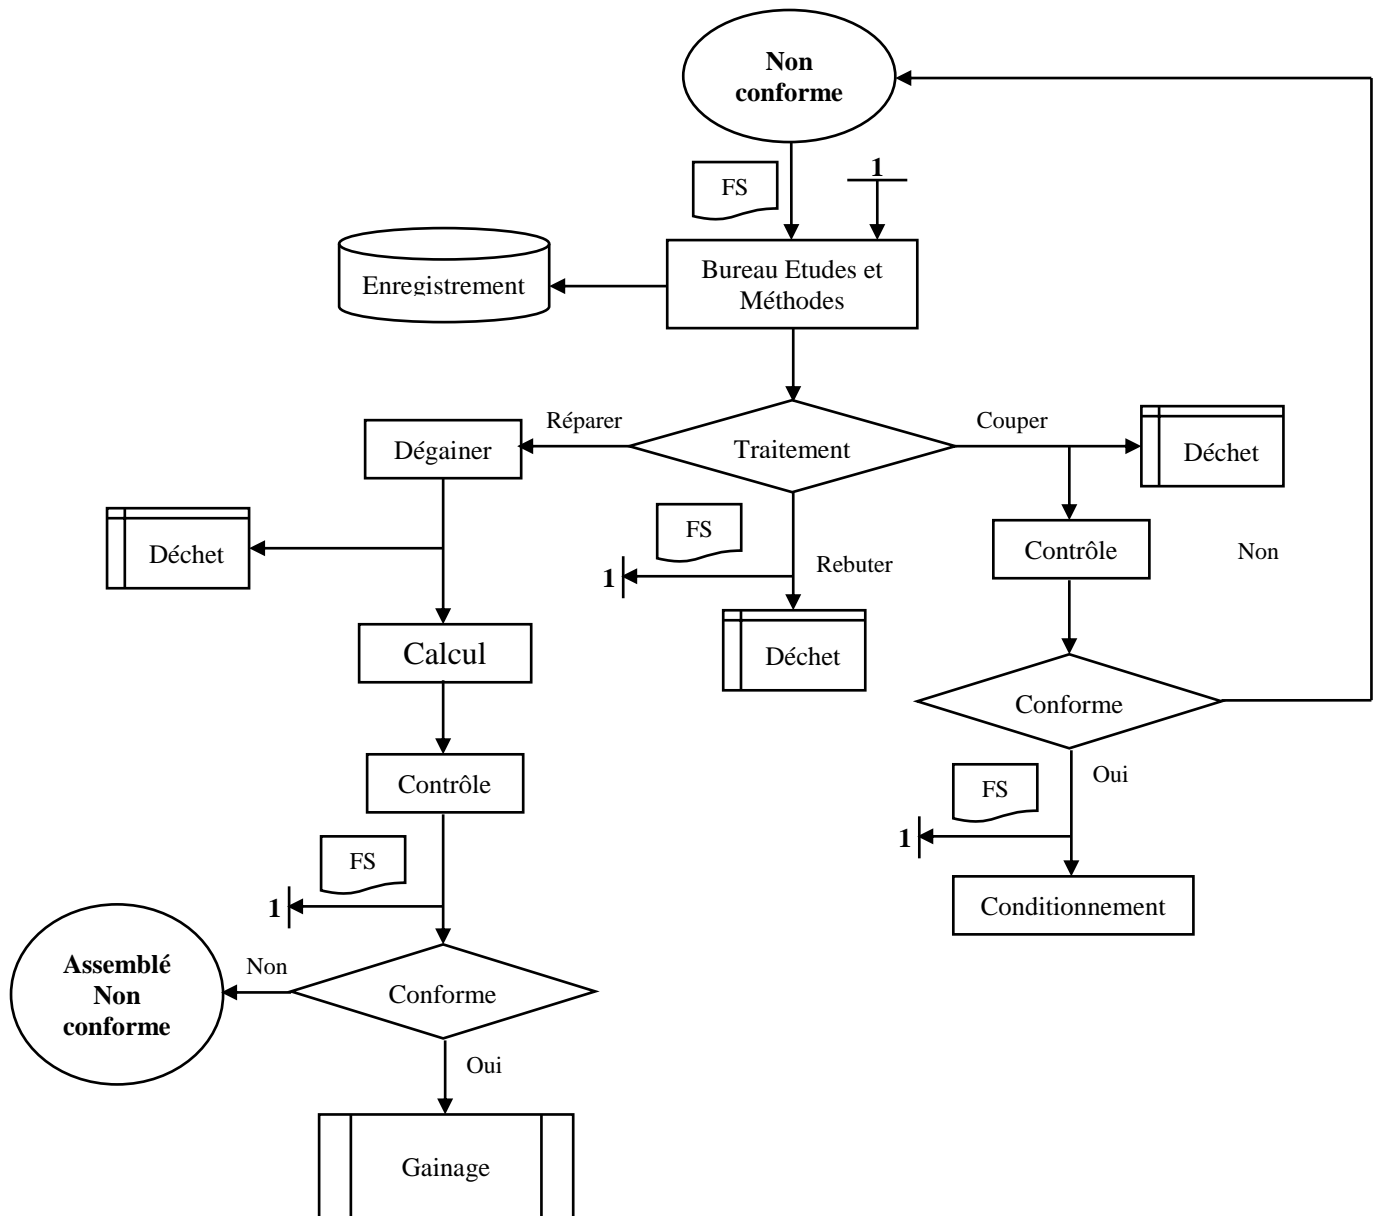 Non
conforme
FS
1
Bureau Etudes et
Méthodes
Enregistrement
Réparer
Couper
Dégainer
Traitement
Déchet
FS
Contrôle
Non
Déchet
1
Rebuter
Calcul
Déchet
Conforme
Contrôle
FS
Oui
1
FS
Conditionnement
1
Assemblé
Non
conforme
Non
Conforme
Oui
Gainage